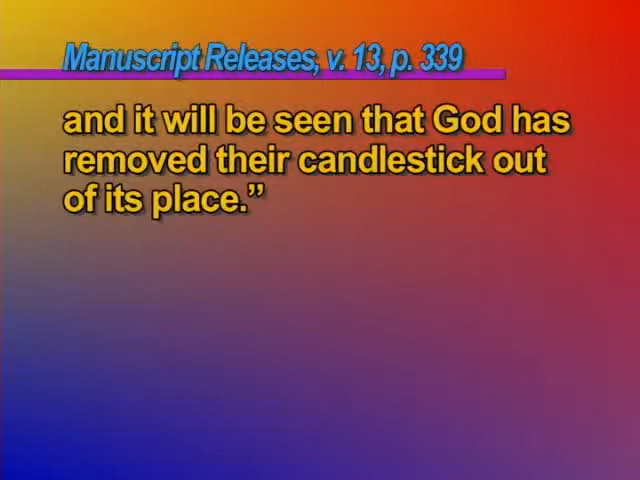 Manuscript Releases, v. 13, p. 339
and it will be seen that God has
removed their candlestick out
of its place.”